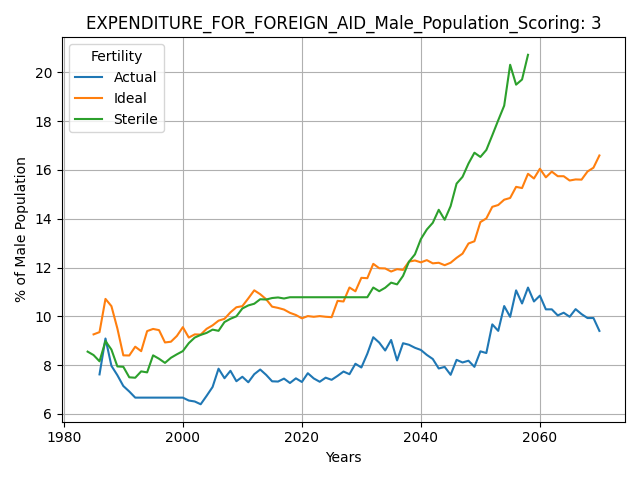 EXPENDITURE_FOR_FOREIGN_AID_Male_Population_Scoring: 3
Fertility
Actual
Ideal
Sterile
% of Male Population
20
18
16
14
12
10
8
6
1980
2000
2020
2040
2060
Years